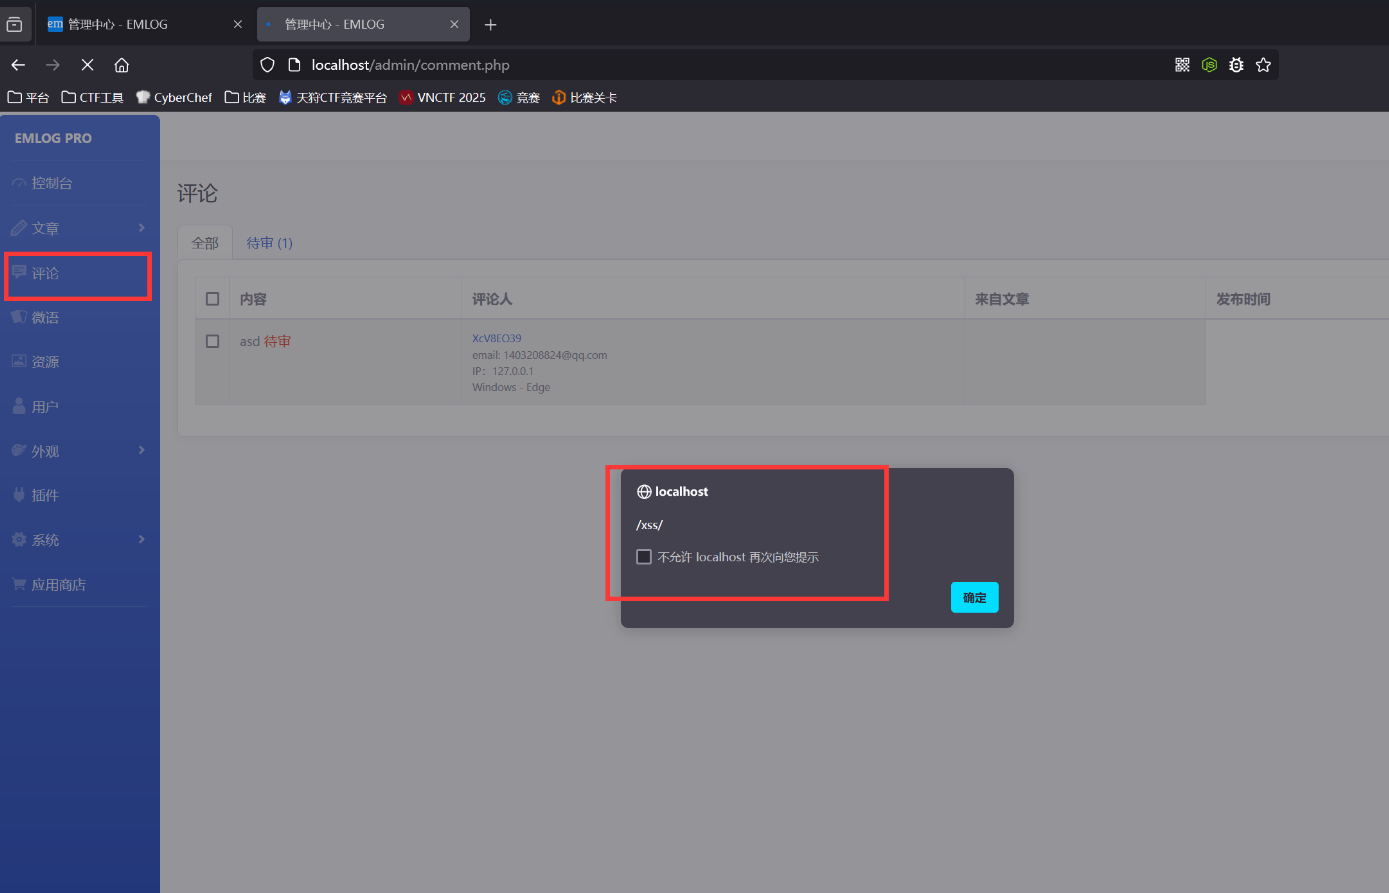 管理中心 - EMLOG
管理中心 - EMLOG
localhost/admin/comment.php
平台 CTF工具 CyberChef 比赛 天狩CTF竞赛平台 VNCTF 2025 竞赛 比赛关卡
EMLOG PRO
控制台
文章
评论
微语
资源
用户
外观
插件
系统
应用商店
评论
全部 待审 (1)
内容 评论人 来自文章 发布时间
asd 待审
XcV8EO39
email: 1403208824@qq.com
IP：127.0.0.1
Windows - Edge
localhost
/xss/
不允许 localhost 再次向您提示
确定